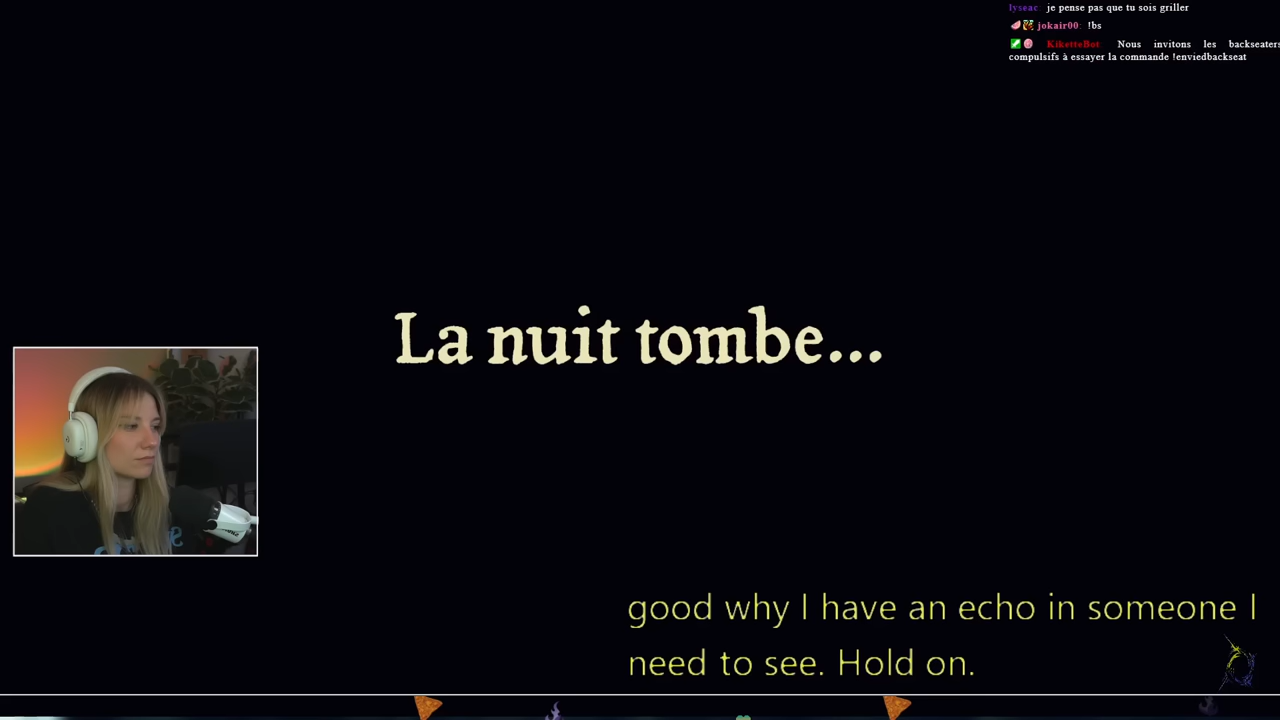 lyseac: je pense pas que tu sois griller
jokair00: !bs
KiketteBot Nous invitons les backseaters
compulsifs à essayer la commande !enviedbackseat
La nuit tombe...
good why I have an echo in someone I
need to see. Hold on.